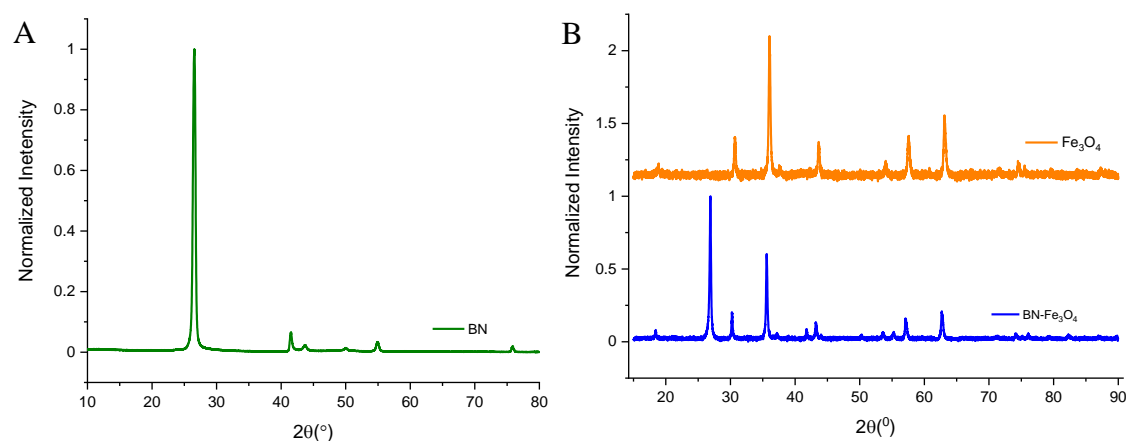 A
Normalized Inetensity
1
0.8
0.6
0.4
0.2
0
BN
10 20 30 40 50 60 70 80
2θ(°)
B
Normalized Intensity
2
1.5
1
0.5
0
Fe₃O₄
BN-Fe₃O₄
20 30 40 50 60 70 80 90
2θ(⁰)